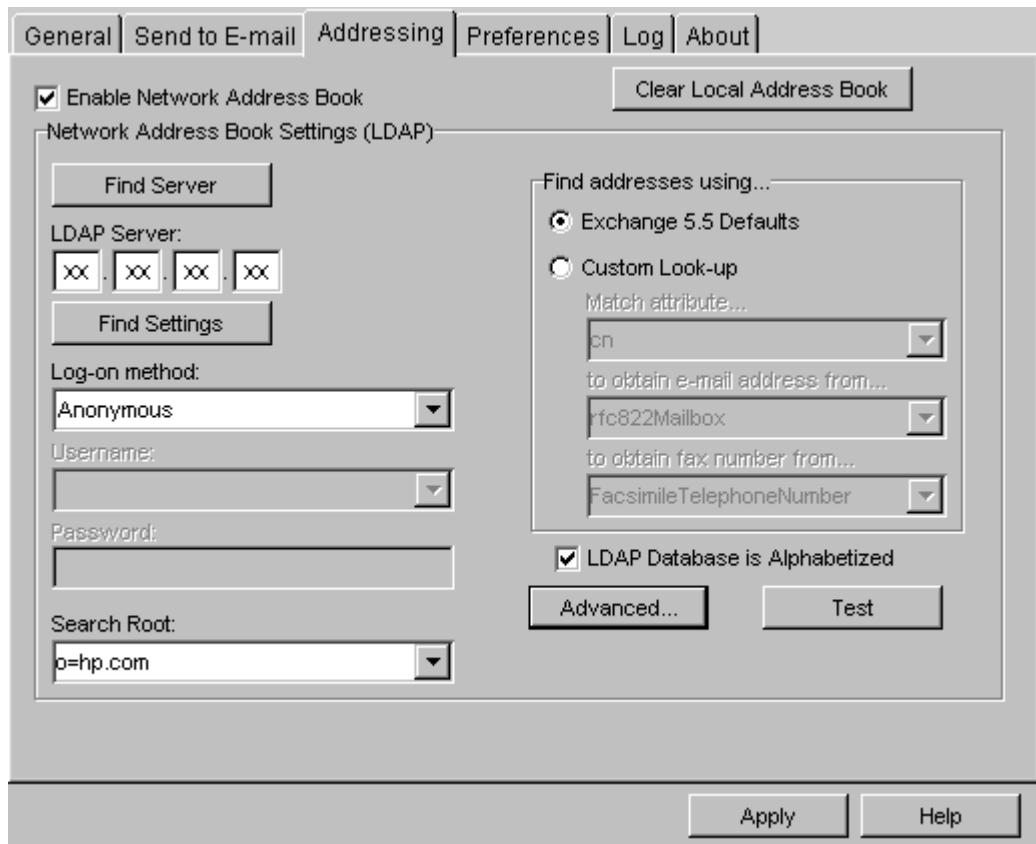 General
Send to E-mail
Addressing
Preferences
Log
About
Enable Network Address Book
Clear Local Address Book
Network Address Book Settings (LDAP)
Find Server
LDAP Server:
xx . xx . xx . xx
Find Settings
Log-on method:
Anonymous
Username:
Password:
Search Root:
o=hp.com
Find addresses using...
Exchange 5.5 Defaults
Custom Look-up
Match attribute...
cn
to obtain e-mail address from...
rfc822Mailbox
to obtain fax number from...
FacsimileTelephoneNumber
LDAP Database is Alphabetized
Advanced...
Test
Apply
Help